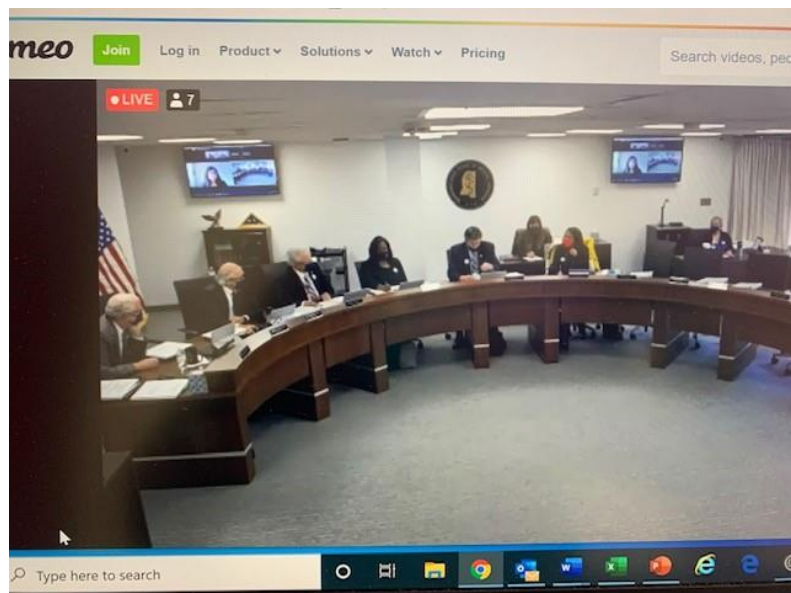 meo Join Log in Product Solutions Watch Pricing Search videos, peo
LIVE 7
Type here to search